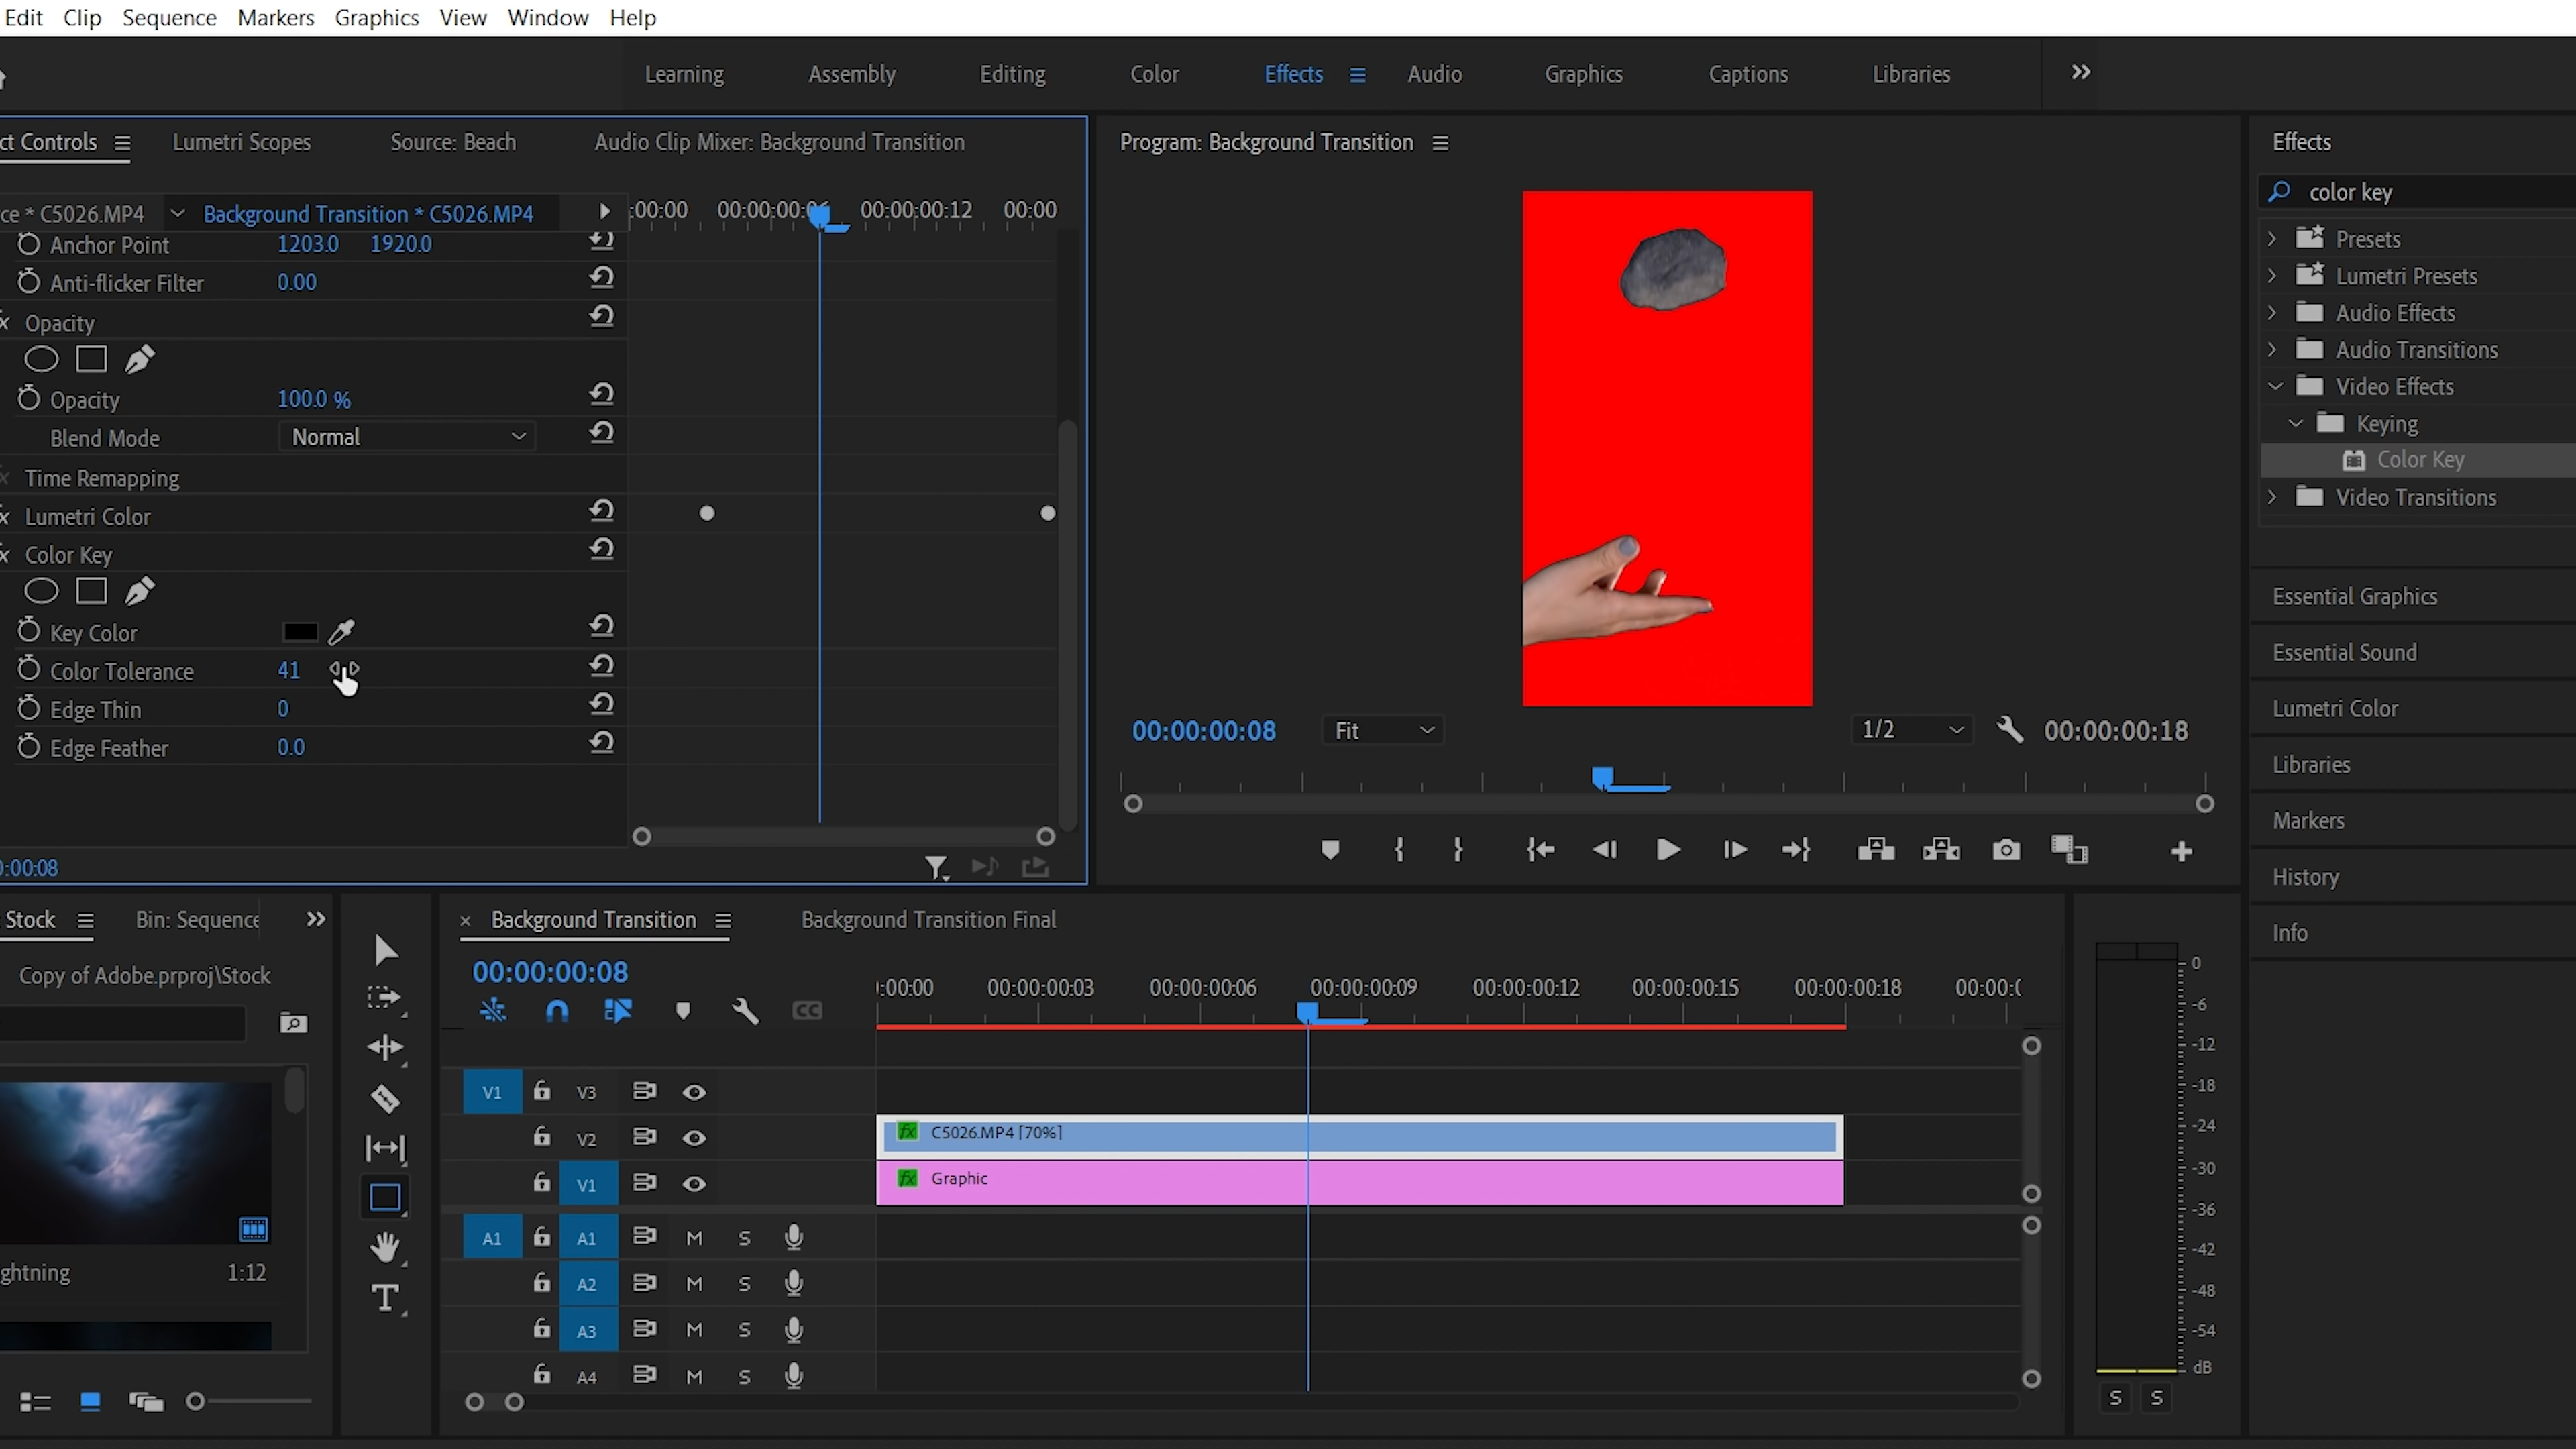 Edit Clip Sequence Markers Graphics View Window Help
Learning Assembly Editing Color Effects Audio Graphics Captions Libraries
ct Controls Lumetri Scopes Source: Beach Audio Clip Mixer: Background Transition
ce * C5026.MP4 Background Transition * C5026.MP4
:00:00 00:00:00:06 00:00:00:12 00:00
Anchor Point 1203.0 1920.0
Anti-flicker Filter 0.00
Opacity
Opacity 100.0 %
Blend Mode Normal
Time Remapping
Lumetri Color
Color Key
Key Color
Color Tolerance 41
Edge Thin 0
Edge Feather 0.0
0:00:08
Program: Background Transition
00:00:00:08 Fit 1/2 00:00:00:18
Effects
color key
Presets
Lumetri Presets
Audio Effects
Audio Transitions
Video Effects
Keying
Color Key
Video Transitions
Essential Graphics
Essential Sound
Lumetri Color
Libraries
Markers
History
Info
Stock Bin: Sequence
Copy of Adobe.prproj\Stock
ghtning 1:12
T
× Background Transition Background Transition Final
00:00:00:08
:00:00 00:00:00:03 00:00:00:06 00:00:00:09 00:00:00:12 00:00:00:15 00:00:00:18 00:00:0
CC
V1 V3
V2 fx C5026.MP4 [70%]
V1 fx Graphic
A1 A1 M S
A2 M S
A3 M S
A4 M S
0
-6
-12
-18
-24
-30
-36
-42
-48
-54
dB
S S